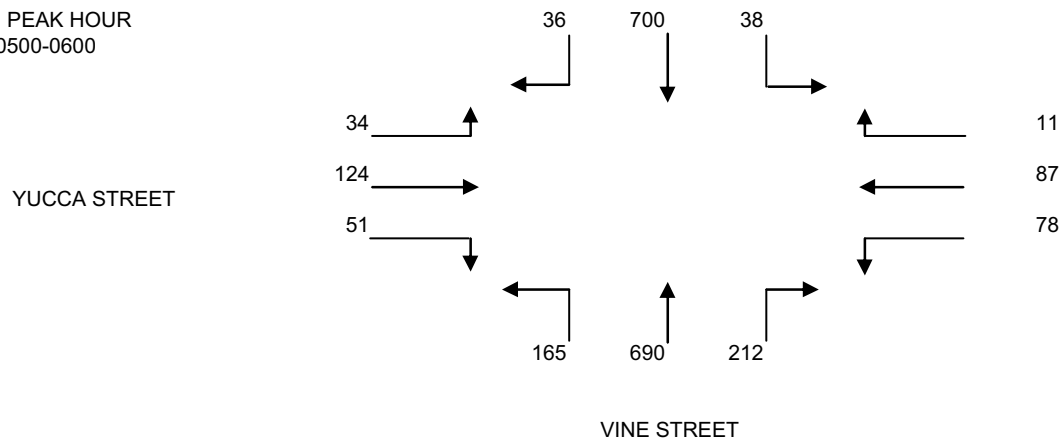 PEAK HOUR
0500-0600
36 700 38
34 11
124 87
YUCCA STREET
51 78
165 690 212
VINE STREET